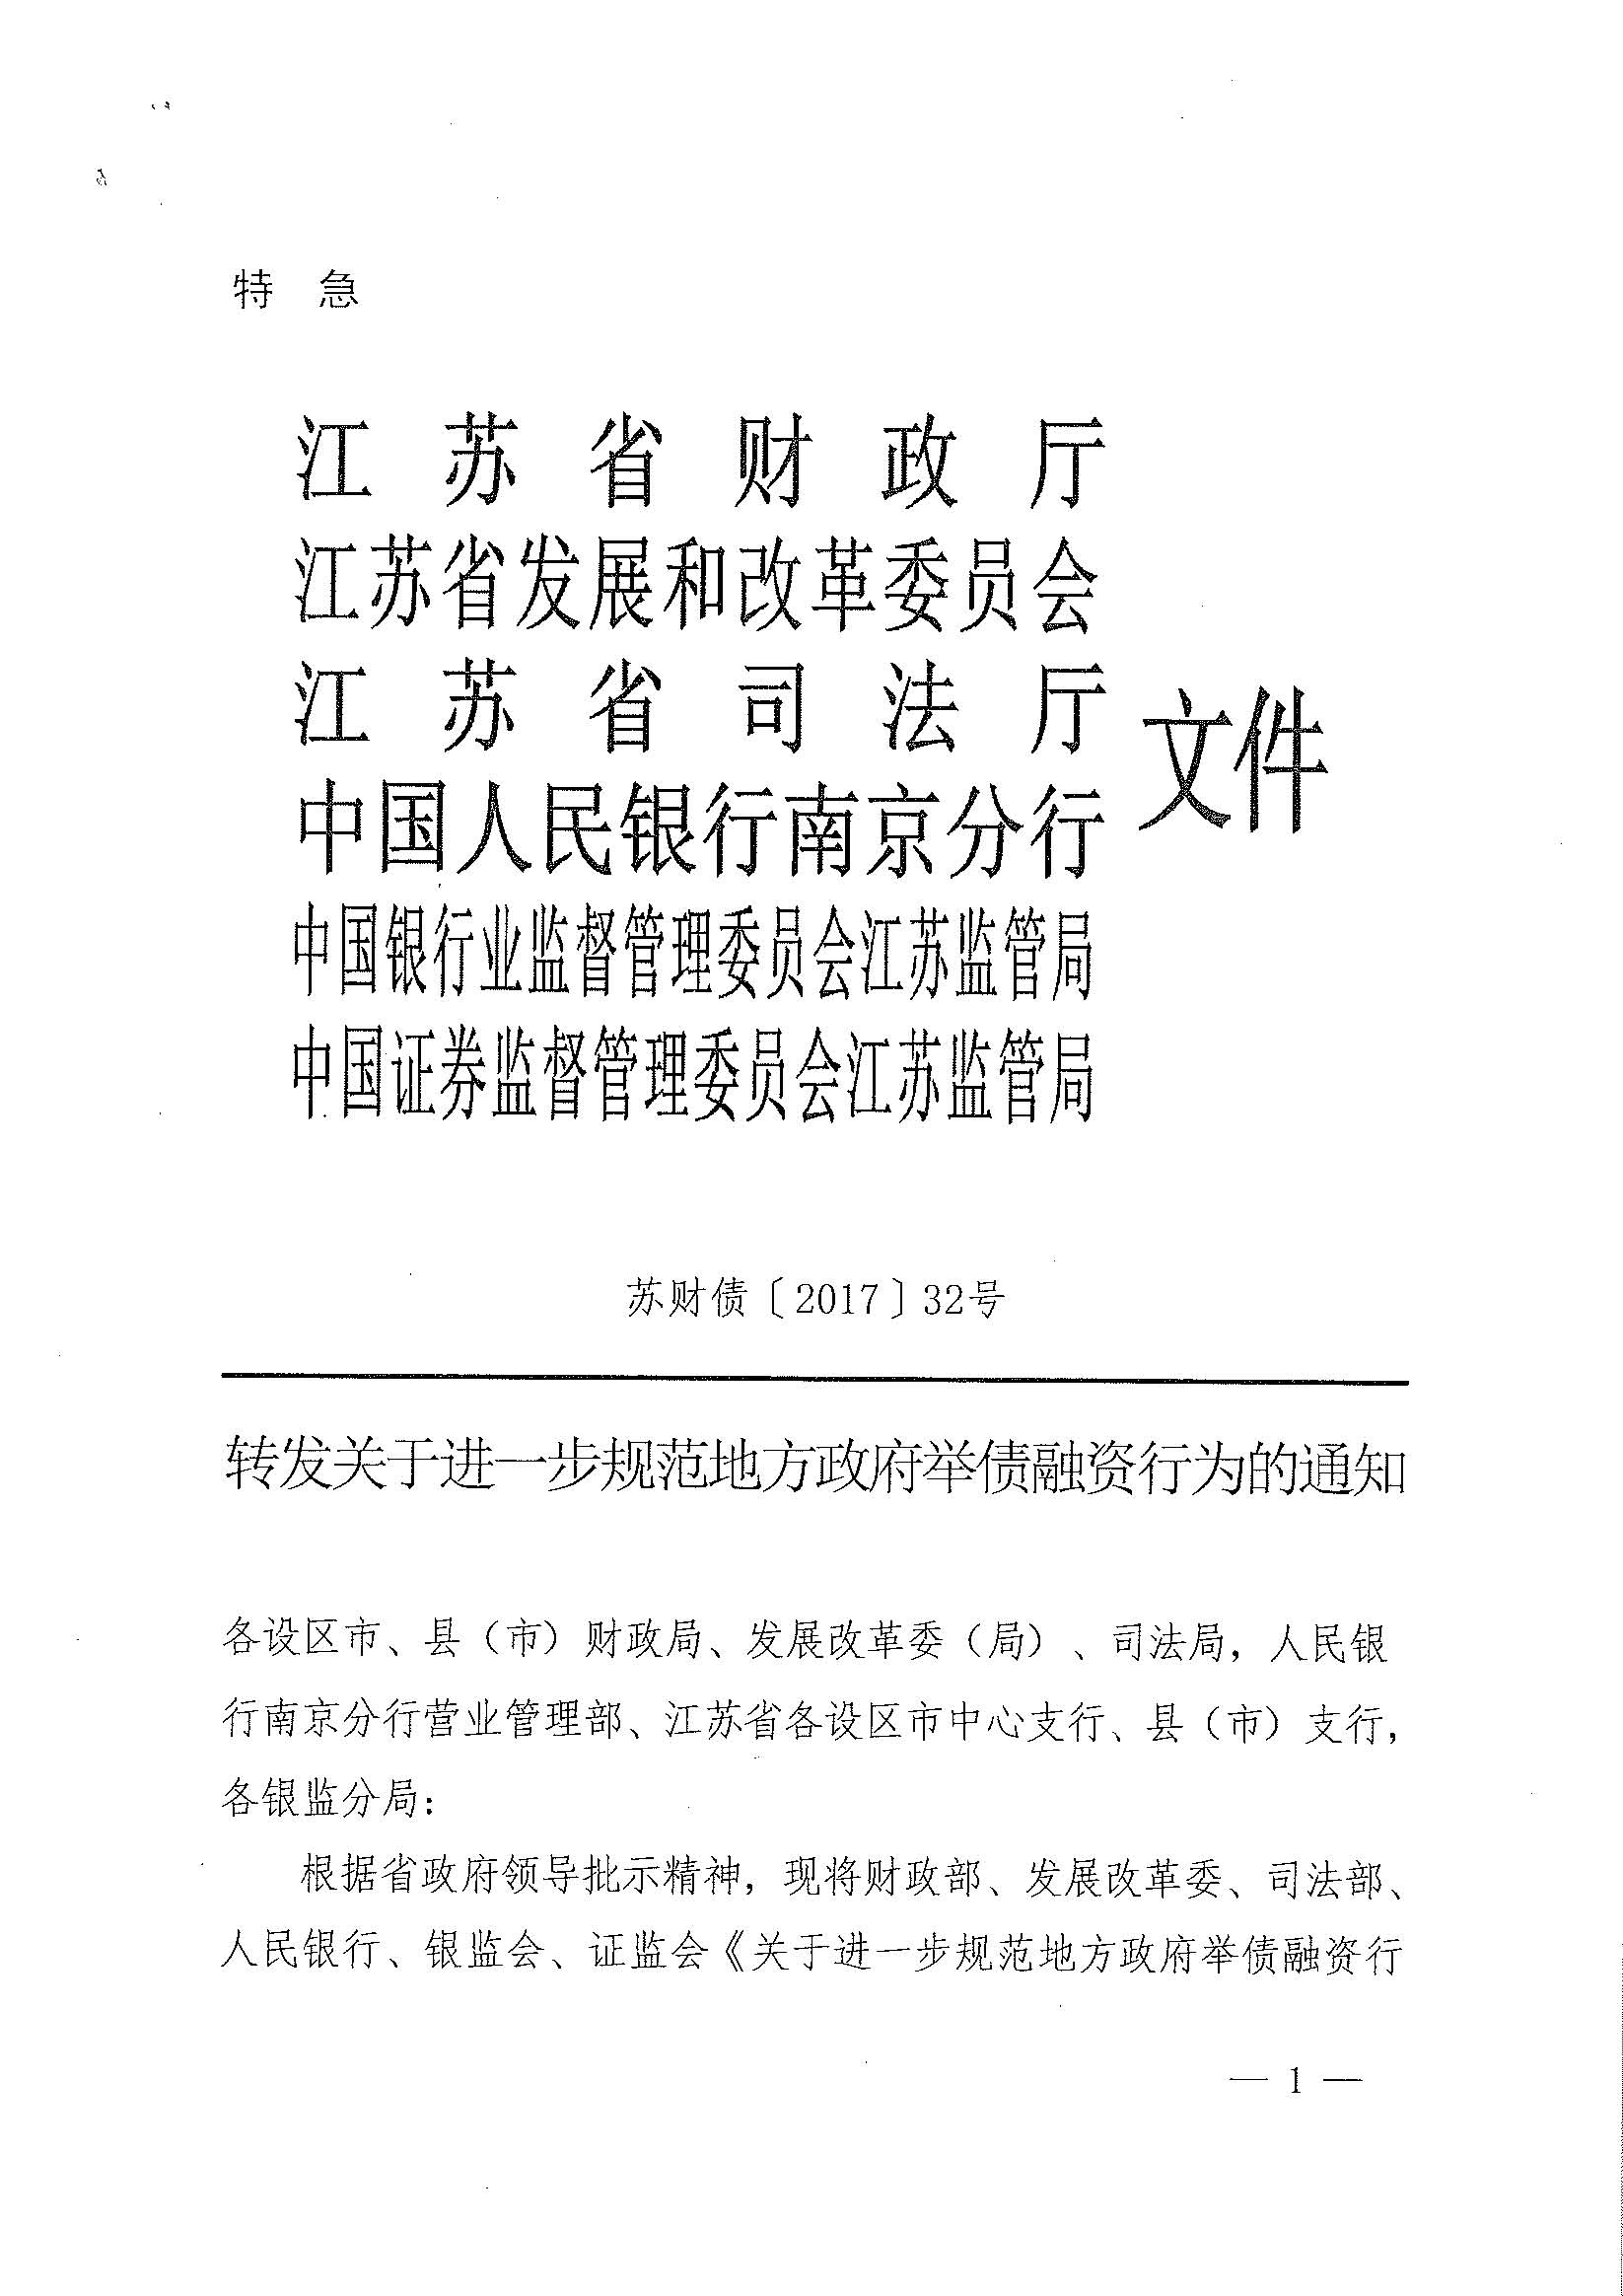 特 急
江苏省财政厅
江苏省发展和改革委员会
江苏省司法厅
文件
中国人民银行南京分行
中国银行业监督管理委员会江苏监管局
中国证券监督管理委员会江苏监管局
苏财债〔2017〕32号
转发关于进一步规范地方政府举债融资行为的通知
各设区市、县（市）财政局、发展改革委（局）、司法局，人民银
行南京分行营业管理部、江苏省各设区市中心支行、县（市）支行，
各银监分局：
根据省政府领导批示精神，现将财政部、发展改革委、司法部、
人民银行、银监会、证监会《关于进一步规范地方政府举债融资行
— 1 —